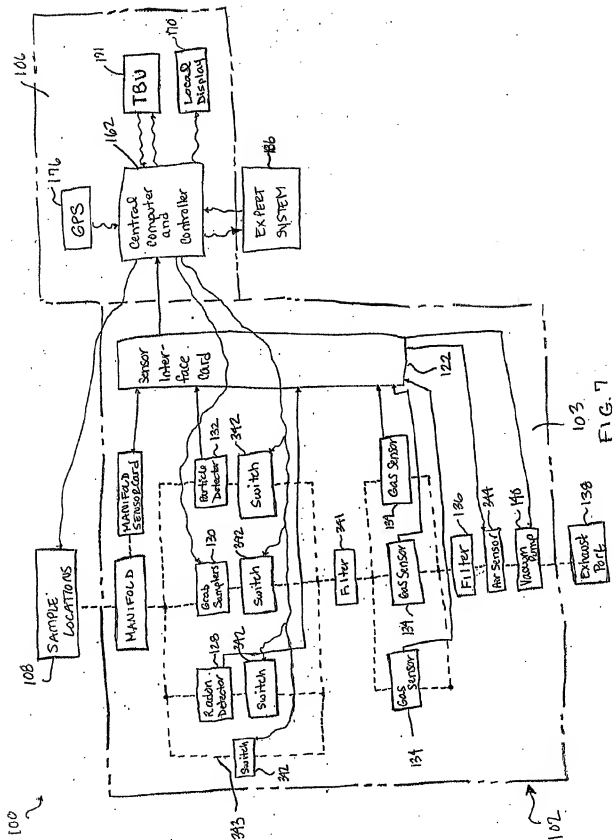 100
108
SAMPLE
LOCATIONS
MANIFOLD
MANIFOLD
SENSOR CARD
Sensor
Inter-
face
Card
122
GPS
176
Central
Computer
and
Controller
162
TBU
171
Local
Display
170
106
EXPERT
SYSTEM
186
Radon
Detector
128
Grab
Samplers
130
Particle
Detector
132
Switch
342
Switch
342
Switch
342
Switch
342
343
Filter
341
Gas
Sensor
134
Gas Sensor
134
Gas Sensor
134
Filter
136
Air Sensor
344
Vacuum
Pump
148
Exhaust
Port
138
102
103
FIG. 7